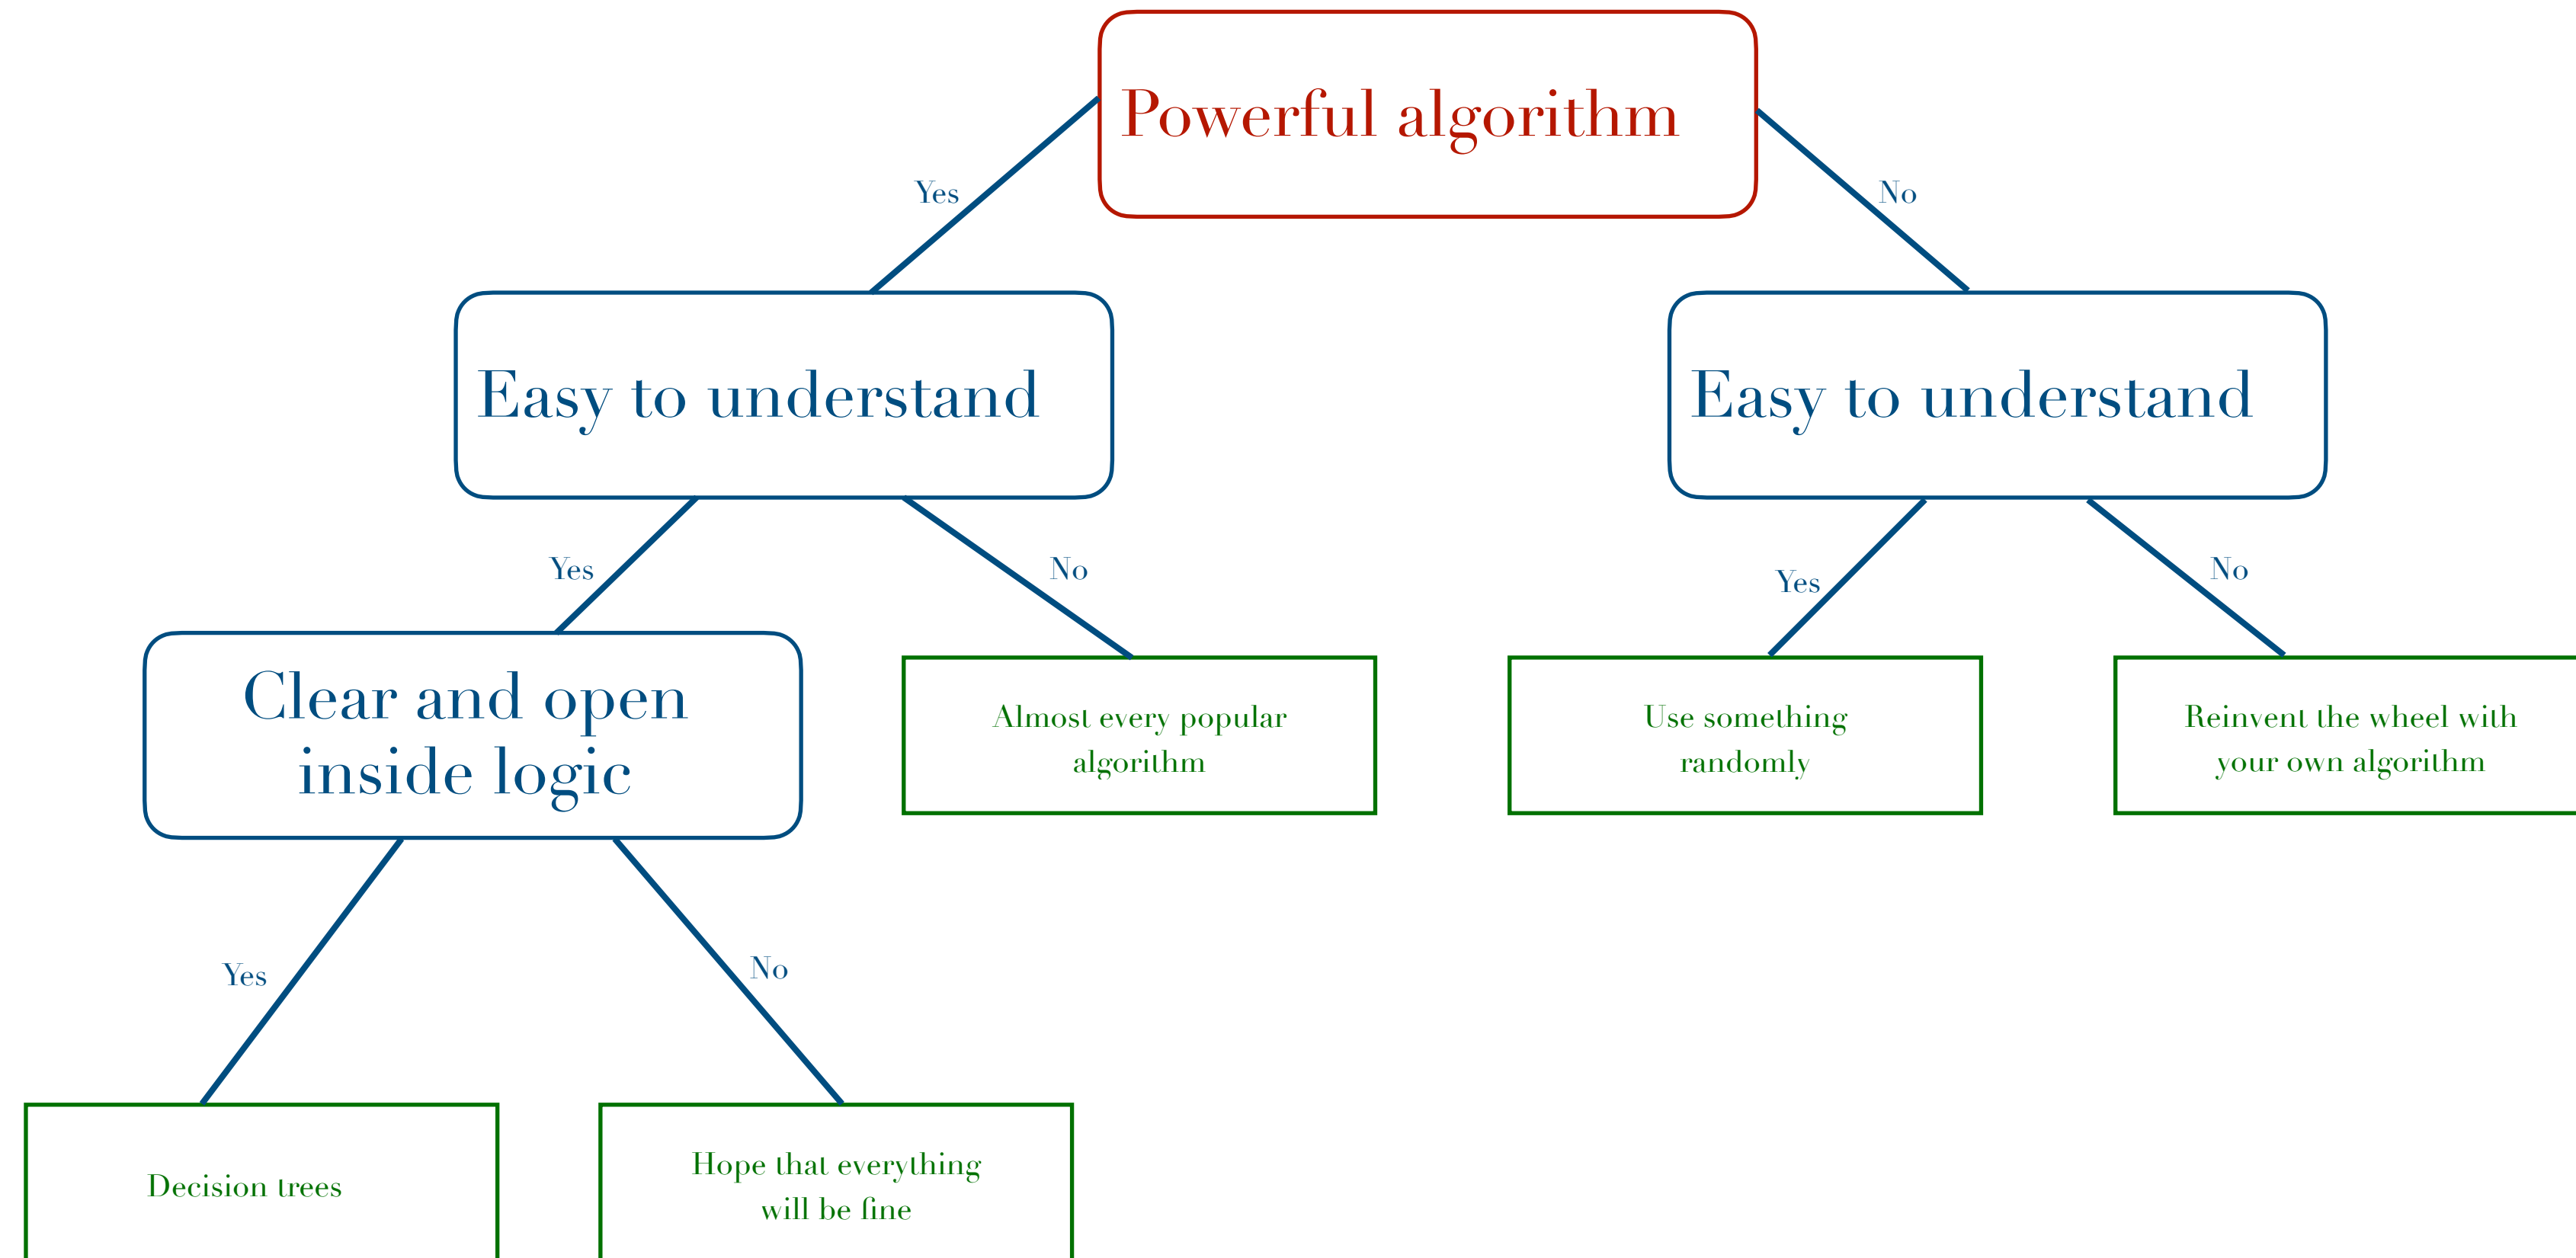 Powerful algorithm
Yes
No
Easy to understand
Easy to understand
Yes
No
Yes
No
Clear and open
inside logic
Almost every popular
algorithm
Use something
randomly
Reinvent the wheel with
your own algorithm
Yes
No
Decision trees
Hope that everything
will be fine